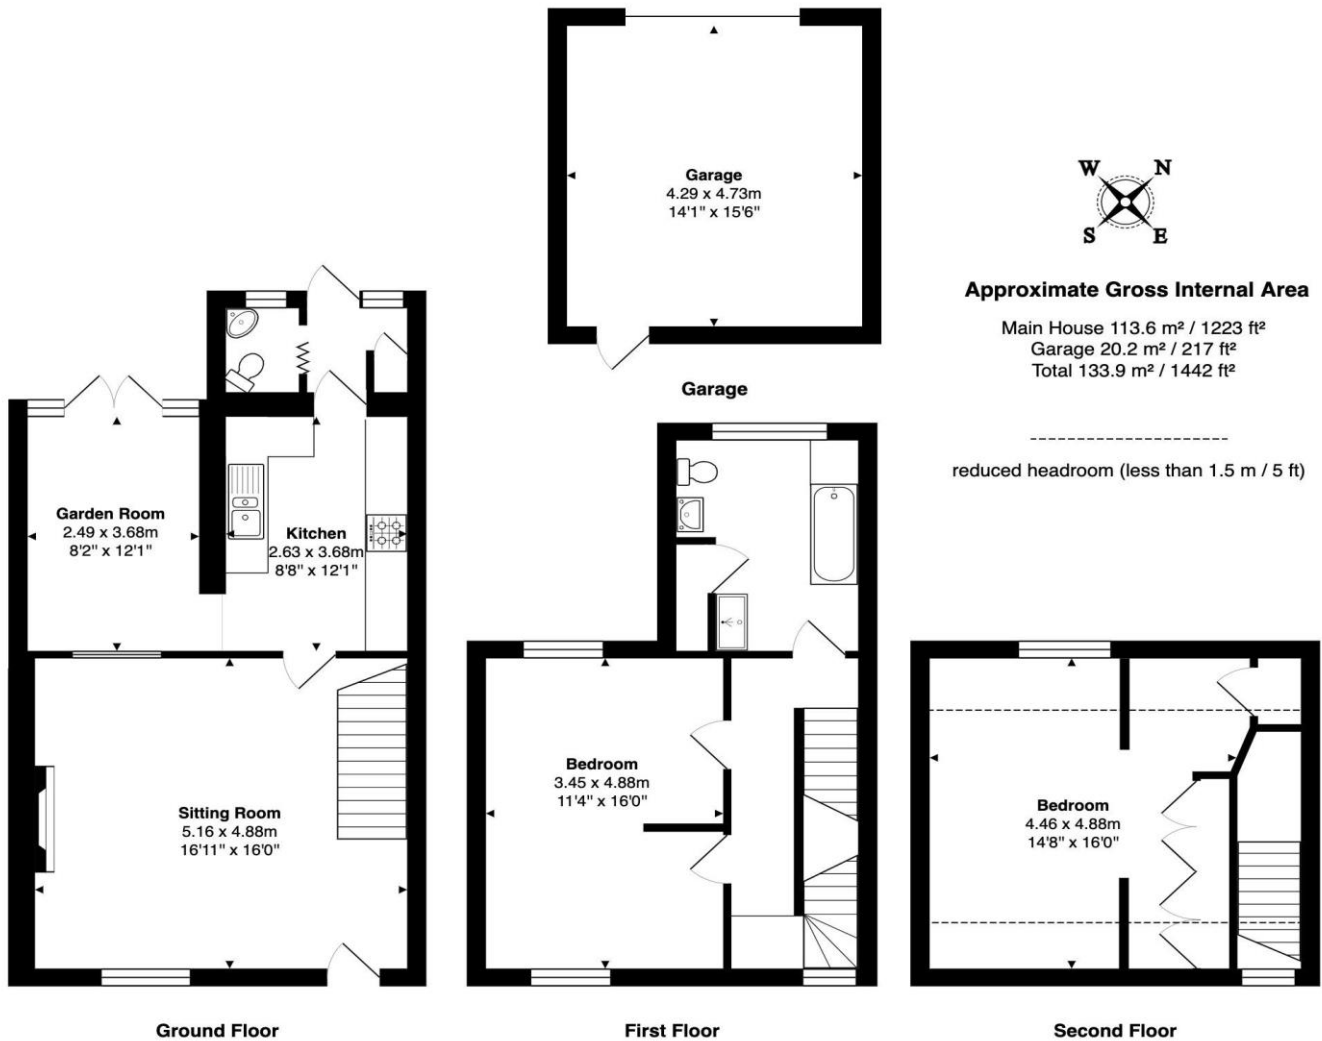 Garage
4.29 x 4.73m
14'1" x 15'6"
Garage
W N
S E
Approximate Gross Internal Area
Main House 113.6 m² / 1223 ft²
Garage 20.2 m² / 217 ft²
Total 133.9 m² / 1442 ft²
reduced headroom (less than 1.5 m / 5 ft)
Garden Room
2.49 x 3.68m
8'2" x 12'1"
Kitchen
2.63 x 3.68m
8'8" x 12'1"
Sitting Room
5.16 x 4.88m
16'11" x 16'0"
Ground Floor
Bedroom
3.45 x 4.88m
11'4" x 16'0"
First Floor
Bedroom
4.46 x 4.88m
14'8" x 16'0"
Second Floor